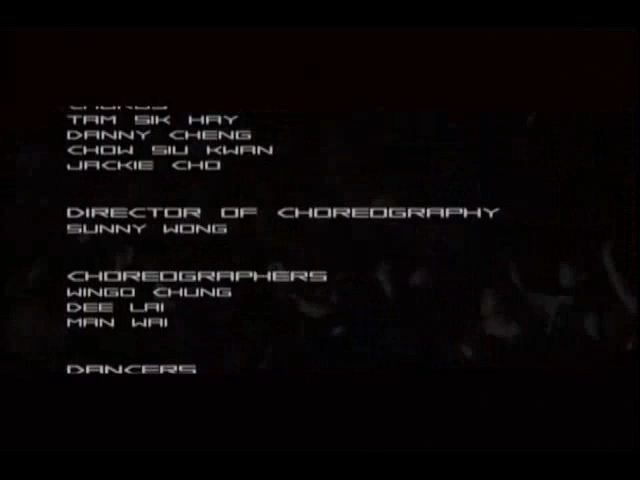 CHORUS
TAM SIK HAY
DANNY CHENG
CHOW SIU KWAN
JACKIE CHO
DIRECTOR OF CHOREOGRAPHY
SUNNY WONG
CHOREOGRAPHERS
WINGO CHUNG
DEE LAI
MAN WAI
DANCERS